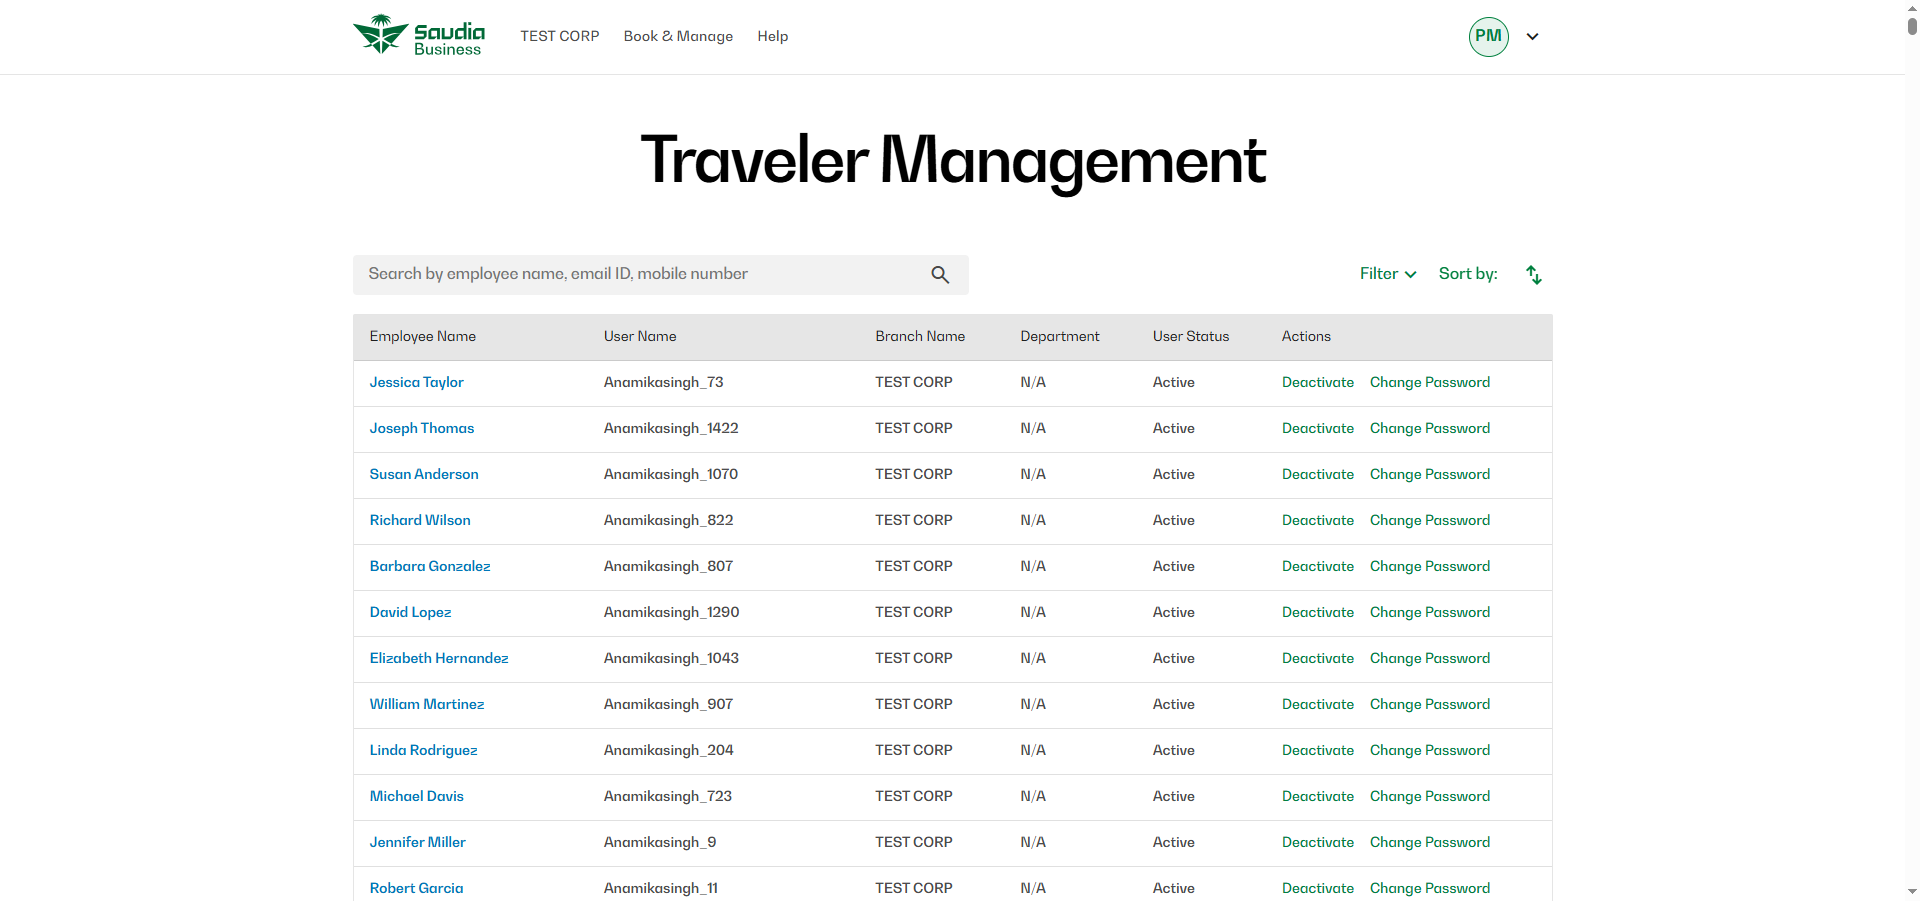 Saudia
Business
TEST CORP Book & Manage Help PM
Traveler Management
Search by employee name, email ID, mobile number Filter Sort by:
Employee Name User Name Branch Name Department User Status Actions
Jessica Taylor Anamikasingh_73 TEST CORP N/A Active Deactivate Change Password
Joseph Thomas Anamikasingh_1422 TEST CORP N/A Active Deactivate Change Password
Susan Anderson Anamikasingh_1070 TEST CORP N/A Active Deactivate Change Password
Richard Wilson Anamikasingh_822 TEST CORP N/A Active Deactivate Change Password
Barbara Gonzalez Anamikasingh_807 TEST CORP N/A Active Deactivate Change Password
David Lopez Anamikasingh_1290 TEST CORP N/A Active Deactivate Change Password
Elizabeth Hernandez Anamikasingh_1043 TEST CORP N/A Active Deactivate Change Password
William Martinez Anamikasingh_907 TEST CORP N/A Active Deactivate Change Password
Linda Rodriguez Anamikasingh_204 TEST CORP N/A Active Deactivate Change Password
Michael Davis Anamikasingh_723 TEST CORP N/A Active Deactivate Change Password
Jennifer Miller Anamikasingh_9 TEST CORP N/A Active Deactivate Change Password
Robert Garcia Anamikasingh_11 TEST CORP N/A Active Deactivate Change Password